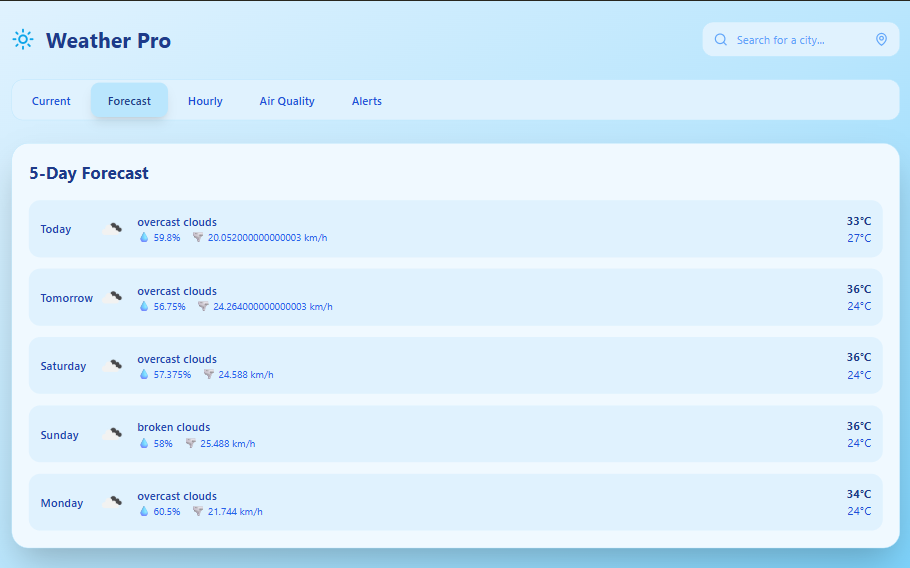 Weather Pro
Search for a city...
Current Forecast Hourly Air Quality Alerts
5-Day Forecast
Today
overcast clouds
59.8% 20.052000000000003 km/h
33°C
27°C
Tomorrow
overcast clouds
56.75% 24.264000000000003 km/h
36°C
24°C
Saturday
overcast clouds
57.375% 24.588 km/h
36°C
24°C
Sunday
broken clouds
58% 25.488 km/h
36°C
24°C
Monday
overcast clouds
60.5% 21.744 km/h
34°C
24°C